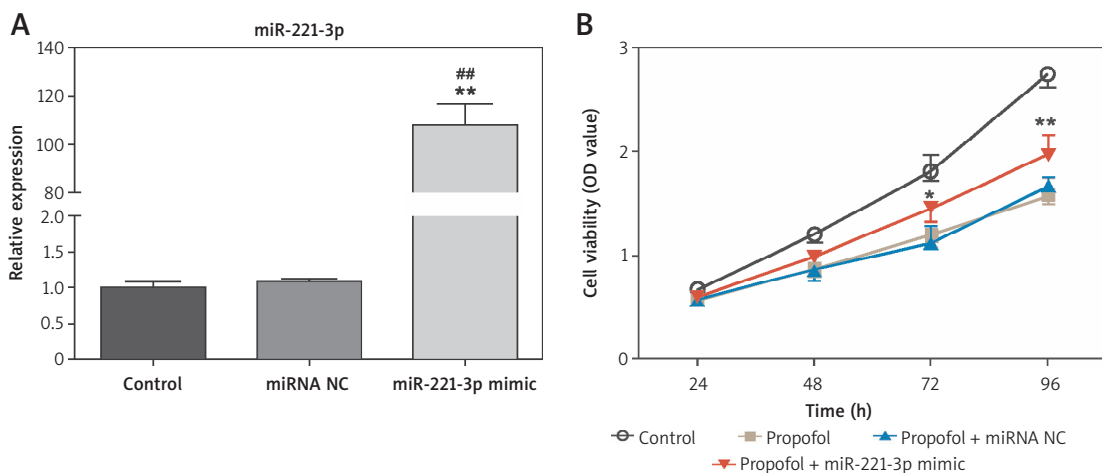 A
miR-221-3p
Relative expression
140
120
100
80
2.0
1.5
1.0
0.5
0
##
**
Control
miRNA NC
miR-221-3p mimic
B
Cell viability (OD value)
3
2
1
0
*
**
24
48
72
96
Time (h)
Control
Propofol
Propofol + miRNA NC
Propofol + miR-221-3p mimic